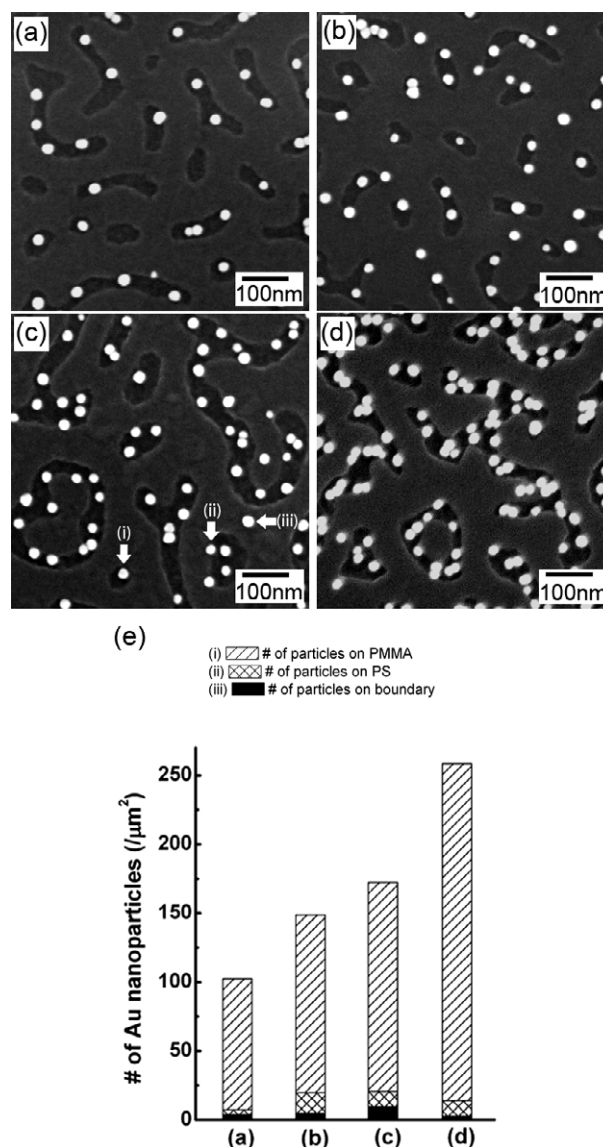 (a)
(b)
100nm
100nm
(c)
(d)
(i)
(ii)
(iii)
100nm
100nm
(e)
(i) # of particles on PMMA
(ii) # of particles on PS
(iii) # of particles on boundary
# of Au nanoparticles (/μm²)
250
200
150
100
50
0
(a) (b) (c) (d)